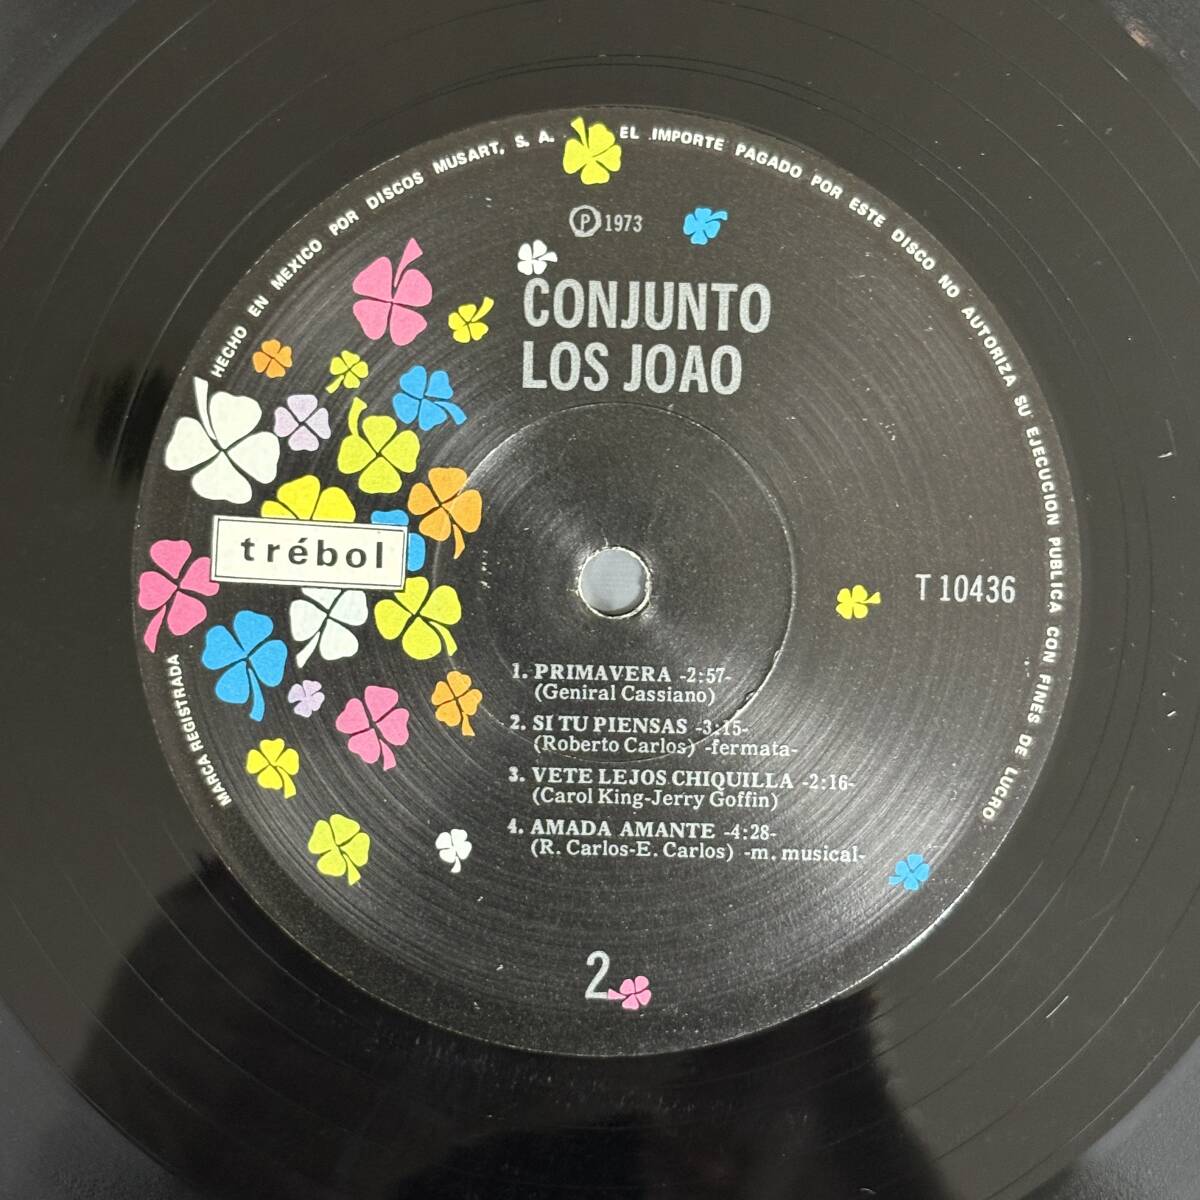 HECHO EN MEXICO POR DISCOS MUSART, S. A. EL IMPORTE PAGADO POR ESTE DISCO NO AUTORIZA SU EJECUCION PUBLICA CON FINES DE LUCRO
Ⓟ 1973
CONJUNTO
LOS JOAO
trébol
T 10436
MARCA REGISTRADA
1. PRIMAVERA -2:57-
(Geniral Cassiano)
2. SI TU PIENSAS -3:15-
(Roberto Carlos) -fermata-
3. VETE LEJOS CHIQUILLA -2:16-
(Carol King-Jerry Goffin)
4. AMADA AMANTE -4:28-
(R. Carlos-E. Carlos) -m. musical-
2